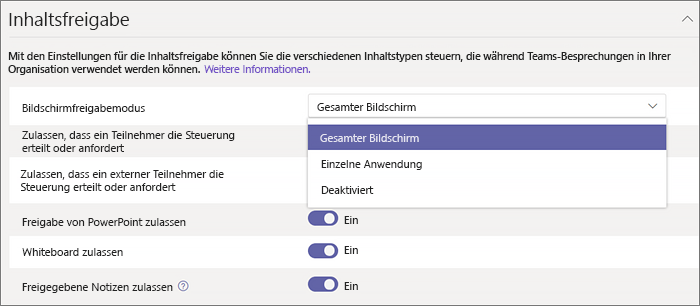 Inhaltsfreigabe
Mit den Einstellungen für die Inhaltsfreigabe können Sie die verschiedenen Inhaltstypen steuern, die während Teams-Besprechungen in Ihrer
Organisation verwendet werden können. Weitere Informationen.
Bildschirmfreigabemodus
Gesamter Bildschirm
Gesamter Bildschirm
Einzelne Anwendung
Deaktiviert
Zulassen, dass ein Teilnehmer die Steuerung
erteilt oder anfordert
Zulassen, dass ein externer Teilnehmer die
Steuerung erteilt oder anfordert
Freigabe von PowerPoint zulassen
Ein
Whiteboard zulassen
Ein
Freigegebene Notizen zulassen ?
Ein